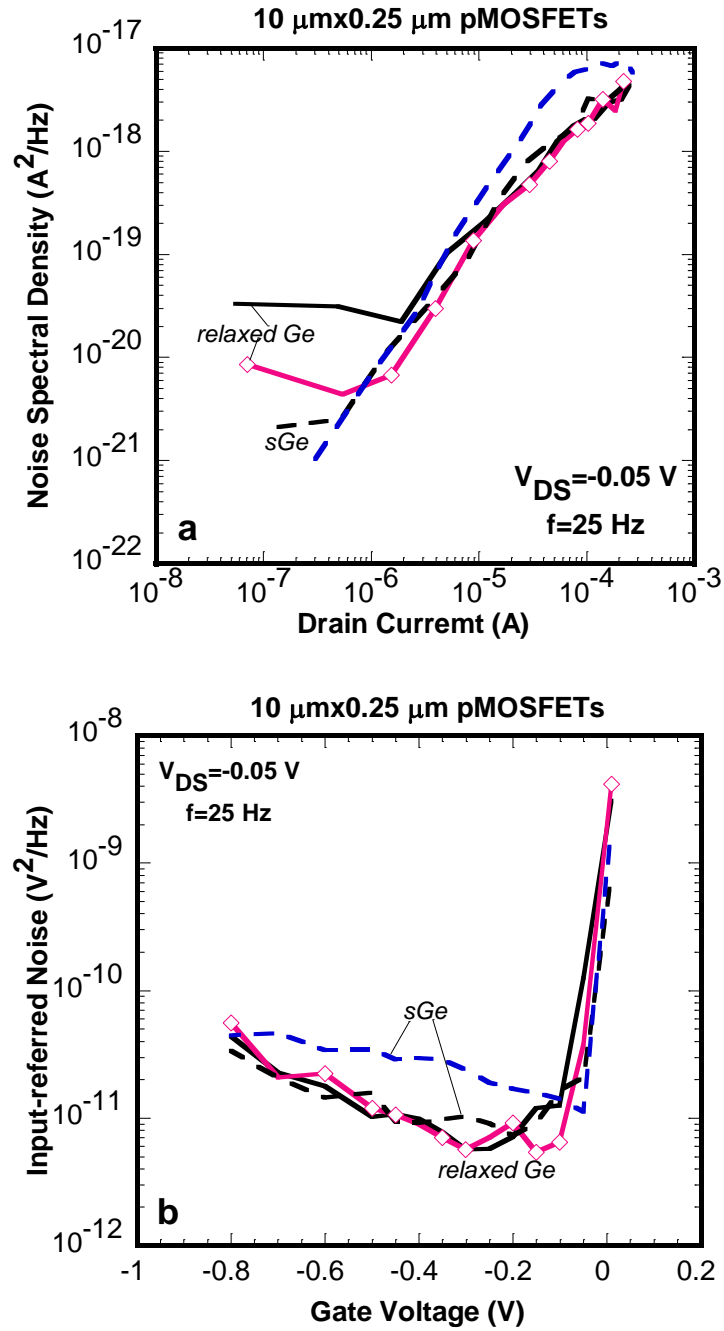 10 μmx0.25 μm pMOSFETs
10^-17
10^-18
10^-19
10^-20
10^-21
10^-22
Noise Spectral Density (A^2/Hz)
relaxed Ge
sGe
V_DS=-0.05 V
f=25 Hz
a
10^-8 10^-7 10^-6 10^-5 10^-4 10^-3
Drain Curremt (A)
10 μmx0.25 μm pMOSFETs
10^-8
10^-9
10^-10
10^-11
10^-12
Input-referred Noise (V^2/Hz)
V_DS=-0.05 V
f=25 Hz
sGe
relaxed Ge
b
-1 -0.8 -0.6 -0.4 -0.2 0 0.2
Gate Voltage (V)